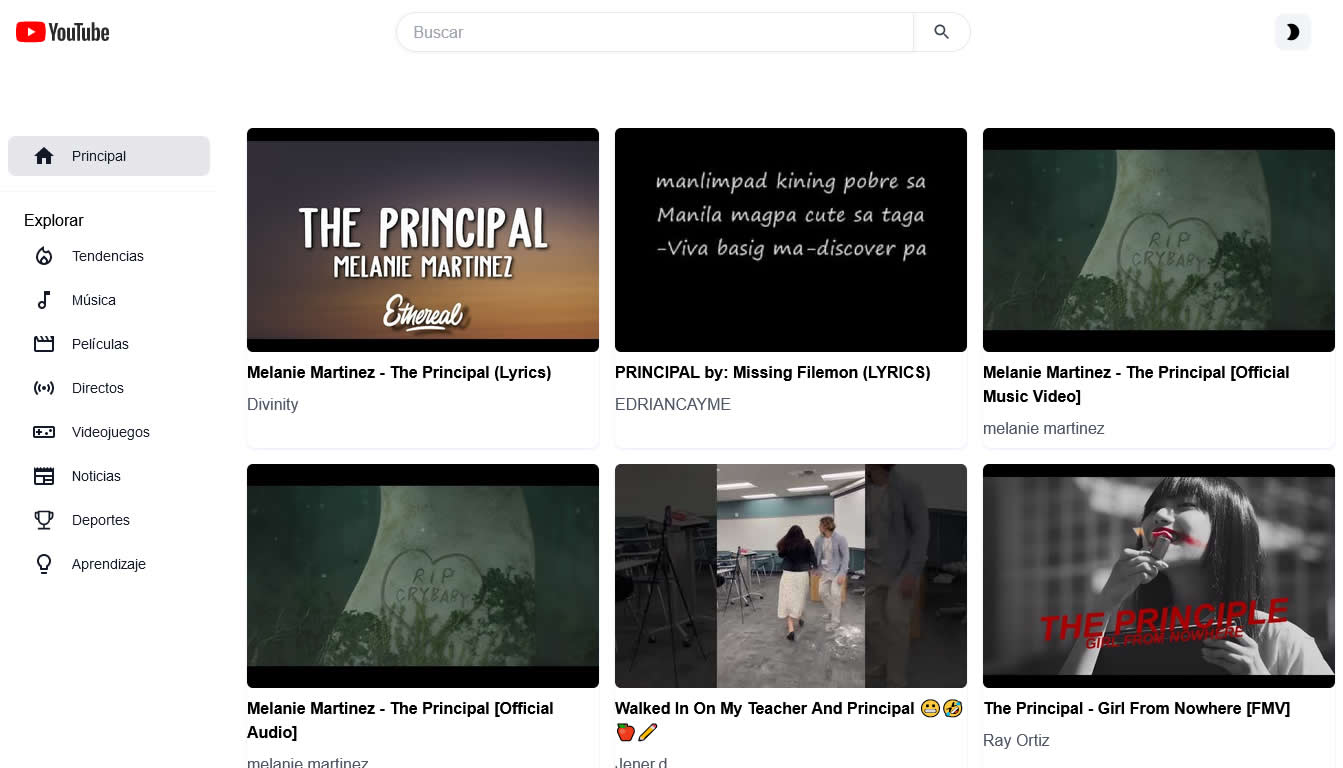 YouTube
Buscar
Principal
Explorar
Tendencias
Música
Películas
Directos
Videojuegos
Noticias
Deportes
Aprendizaje
THE PRINCIPAL
MELANIE MARTINEZ
Ethereal
Melanie Martinez - The Principal (Lyrics)
Divinity
manlimpad kining pobre sa
Manila magpa cute sa taga
-Viva basig ma-discover pa
PRINCIPAL by: Missing Filemon (LYRICS)
EDRIANCAYME
RIP
CRYBABY
Melanie Martinez - The Principal [Official
Music Video]
melanie martinez
RIP
CRYBABY
Melanie Martinez - The Principal [Official
Audio]
melanie martinez
Walked In On My Teacher And Principal 😬🤣
🍎✏️
Jener.d
THE PRINCIPLE
GIRL FROM NOWHERE
The Principal - Girl From Nowhere [FMV]
Ray Ortiz